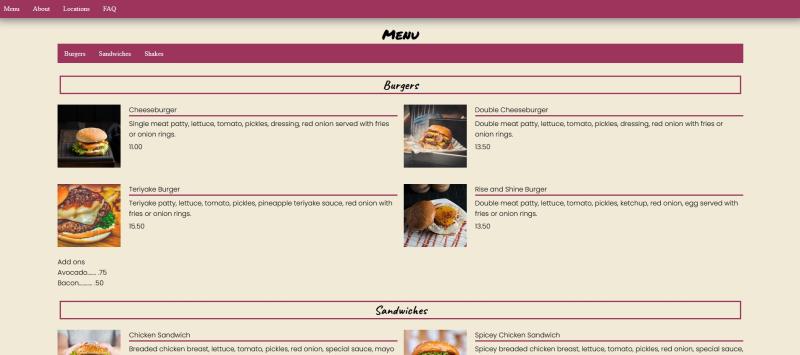 Menu About Locations FAQ
Menu
Burgers Sandwiches Shakes
Burgers
Cheeseburger
Single meat patty, lettuce, tomato, pickles, dressing, red onion served with fries
or onion rings.
11.00
Double Cheeseburger
Double meat patty, lettuce, tomato, pickles, dressing, red onion with fries or
onion rings.
13.50
Teriyake Burger
Teriyake patty, lettuce, tomato, pickles, pineapple teriyake sauce, red onion with
fries or onion rings.
15.50
Rise and Shine Burger
Double meat patty, lettuce, tomato, pickles, ketchup, red onion, egg served with
fries or onion rings.
13.50
Add ons
Avocado...... .75
Bacon......... .50
Sandwiches
Chicken Sandwich
Breaded chicken breast, lettuce, tomato, pickles, red onion, special sauce, mayo
Spicey Chicken Sandwich
Spicey breaded chicken breast, lettuce, tomato, pickles, red onion, special sauce,